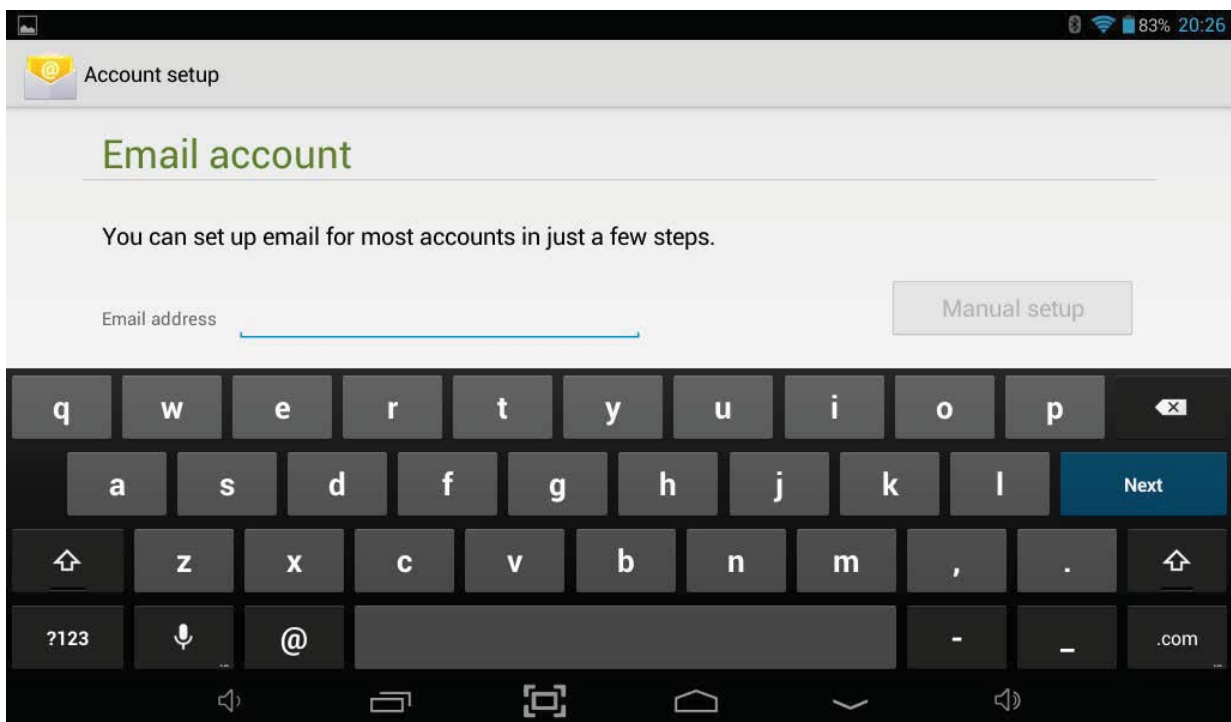 83% 20:26
@ Account setup
Email account
You can set up email for most accounts in just a few steps.
Email address
Manual setup
q w e r t y u i o p
a s d f g h j k l Next
z x c v b n m , .
?123 @ - _ .com